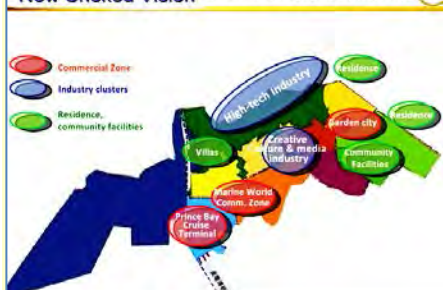 New Shekou Vision
Commercial Zone
Industry clusters
Residence,
community facilities
High-tech industry
Residence
Residence
Garden city
Villas
Creative
culture & media
industry
Community
Facilities
Marine World
Comm. Zone
Prince Bay
Cruise
Terminal